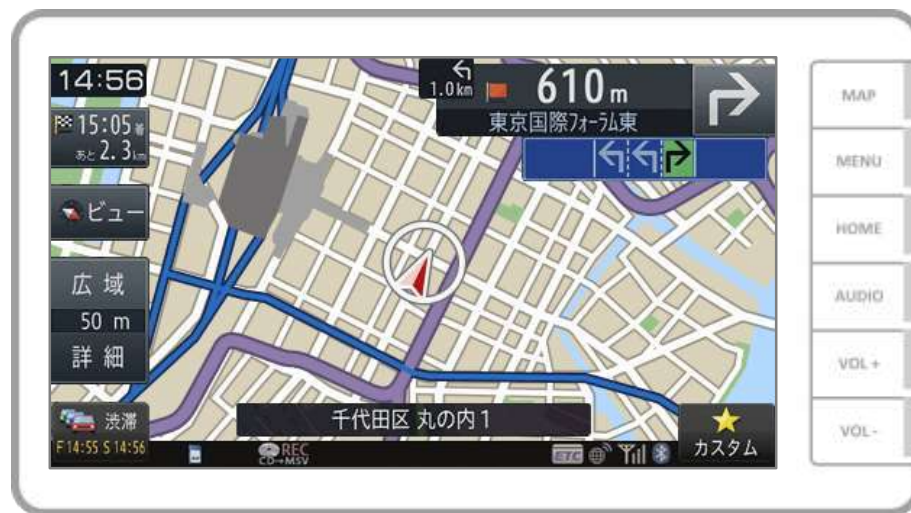 14:56
15:05着
あと2.3km
ビュー
広域
50 m
詳細
渋滞
F 14:55 S 14:56
1.0km
610m
東京国際フォーラム東
千代田区 丸の内1
REC
CD→MSV
ETC
カスタム
MAP
MENU
HOME
AUDIO
VOL +
VOL -